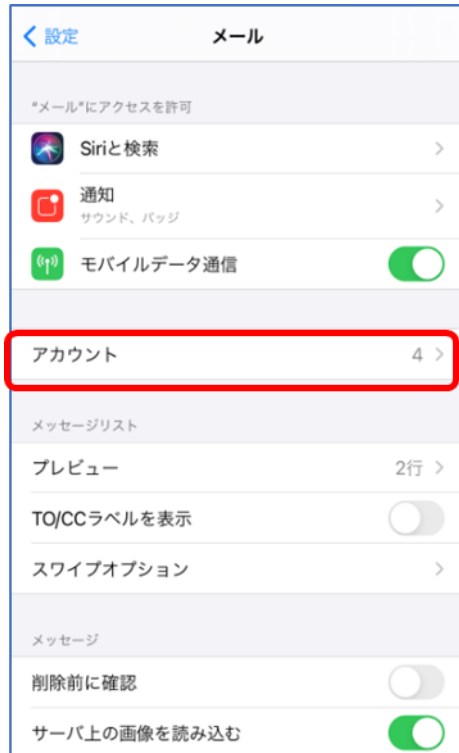 設定 メール
"メール"にアクセスを許可
Siriと検索
通知
サウンド、バッジ
モバイルデータ通信
アカウント 4
メッセージリスト
プレビュー 2行
TO/CCラベルを表示
スワイプオプション
メッセージ
削除前に確認
サーバ上の画像を読み込む